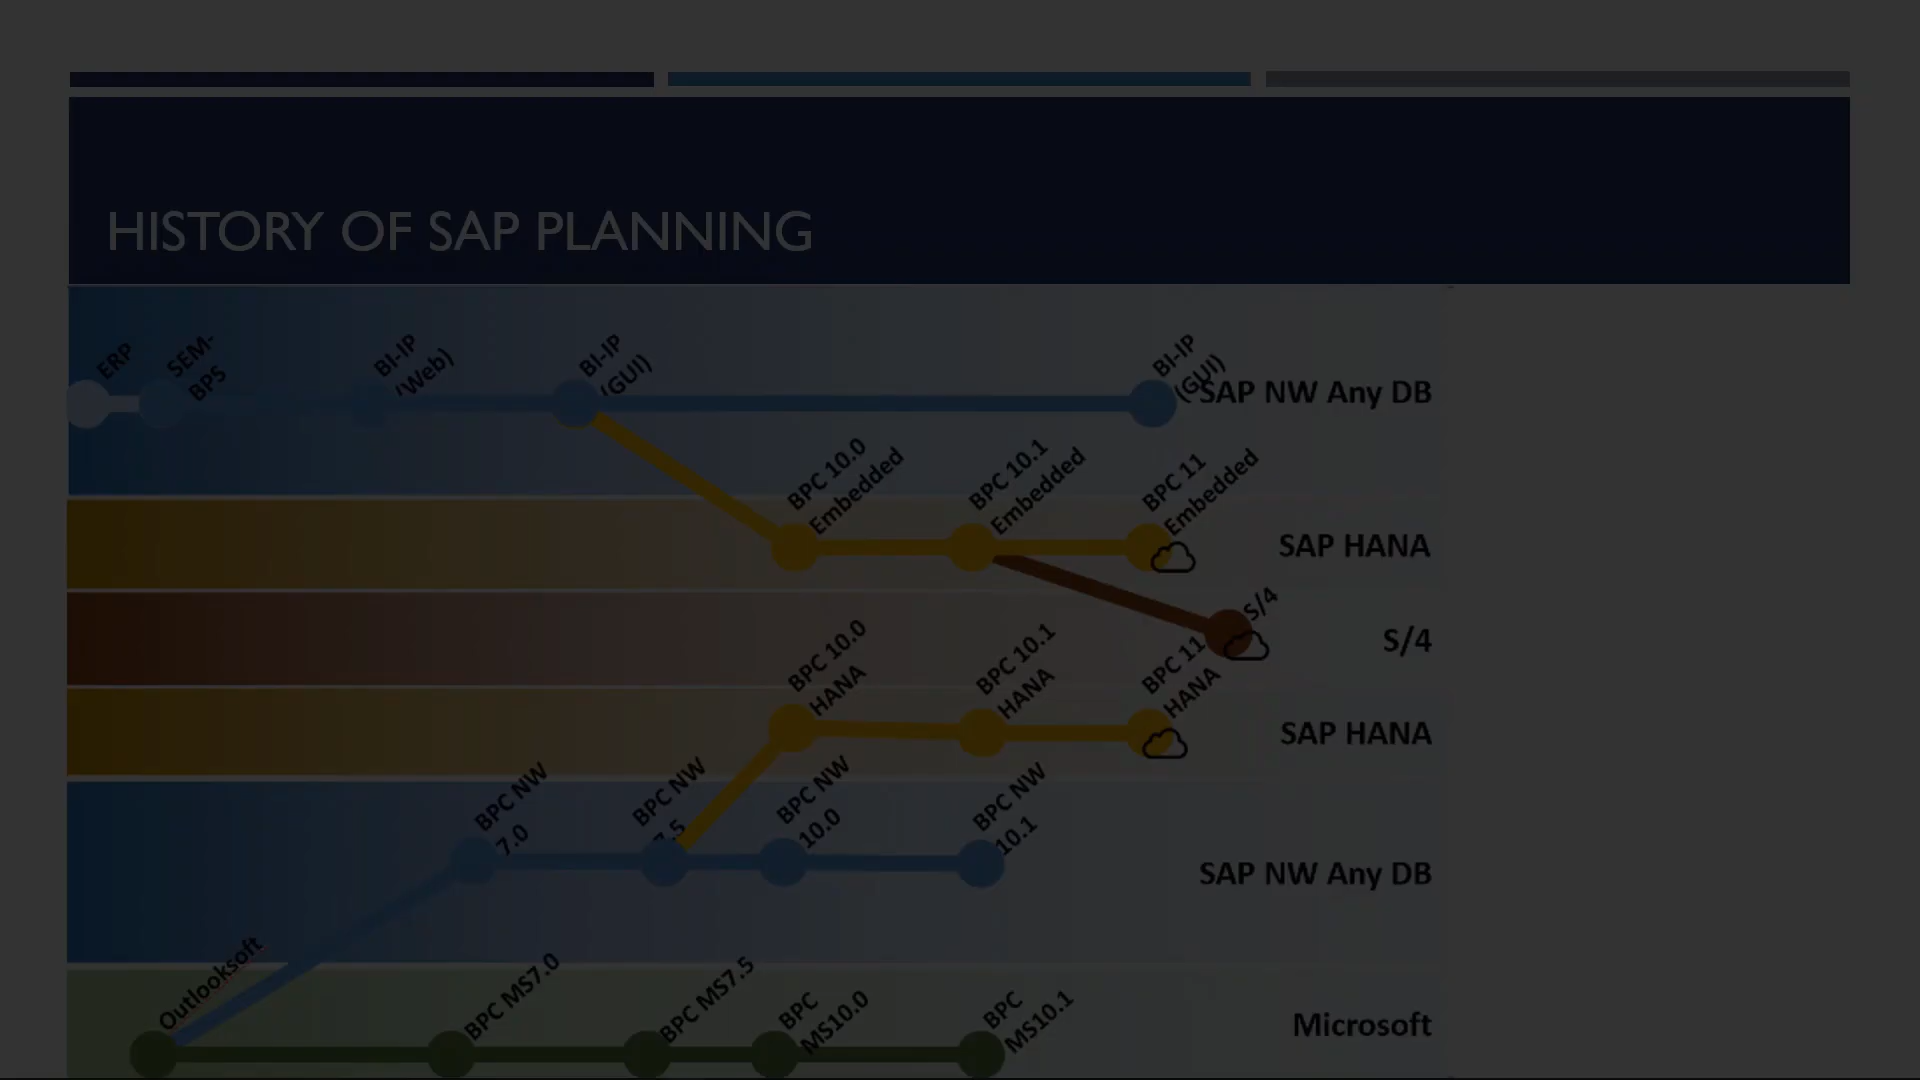 HISTORY OF SAP PLANNING
ERP
SEM-
BPS
BI-IP
(Web)
BI-IP
(GUI)
BI-IP
(GUI)
SAP NW Any DB
BPC 10.0
Embedded
BPC 10.1
Embedded
BPC 11
Embedded
SAP HANA
S/4
S/4
BPC 10.0
HANA
BPC 10.1
HANA
BPC 11
HANA
SAP HANA
BPC NW
7.0
BPC NW
7.5
BPC NW
10.0
BPC NW
10.1
SAP NW Any DB
Outlooksoft
BPC MS7.0
BPC MS7.5
BPC
MS10.0
BPC
MS10.1
Microsoft